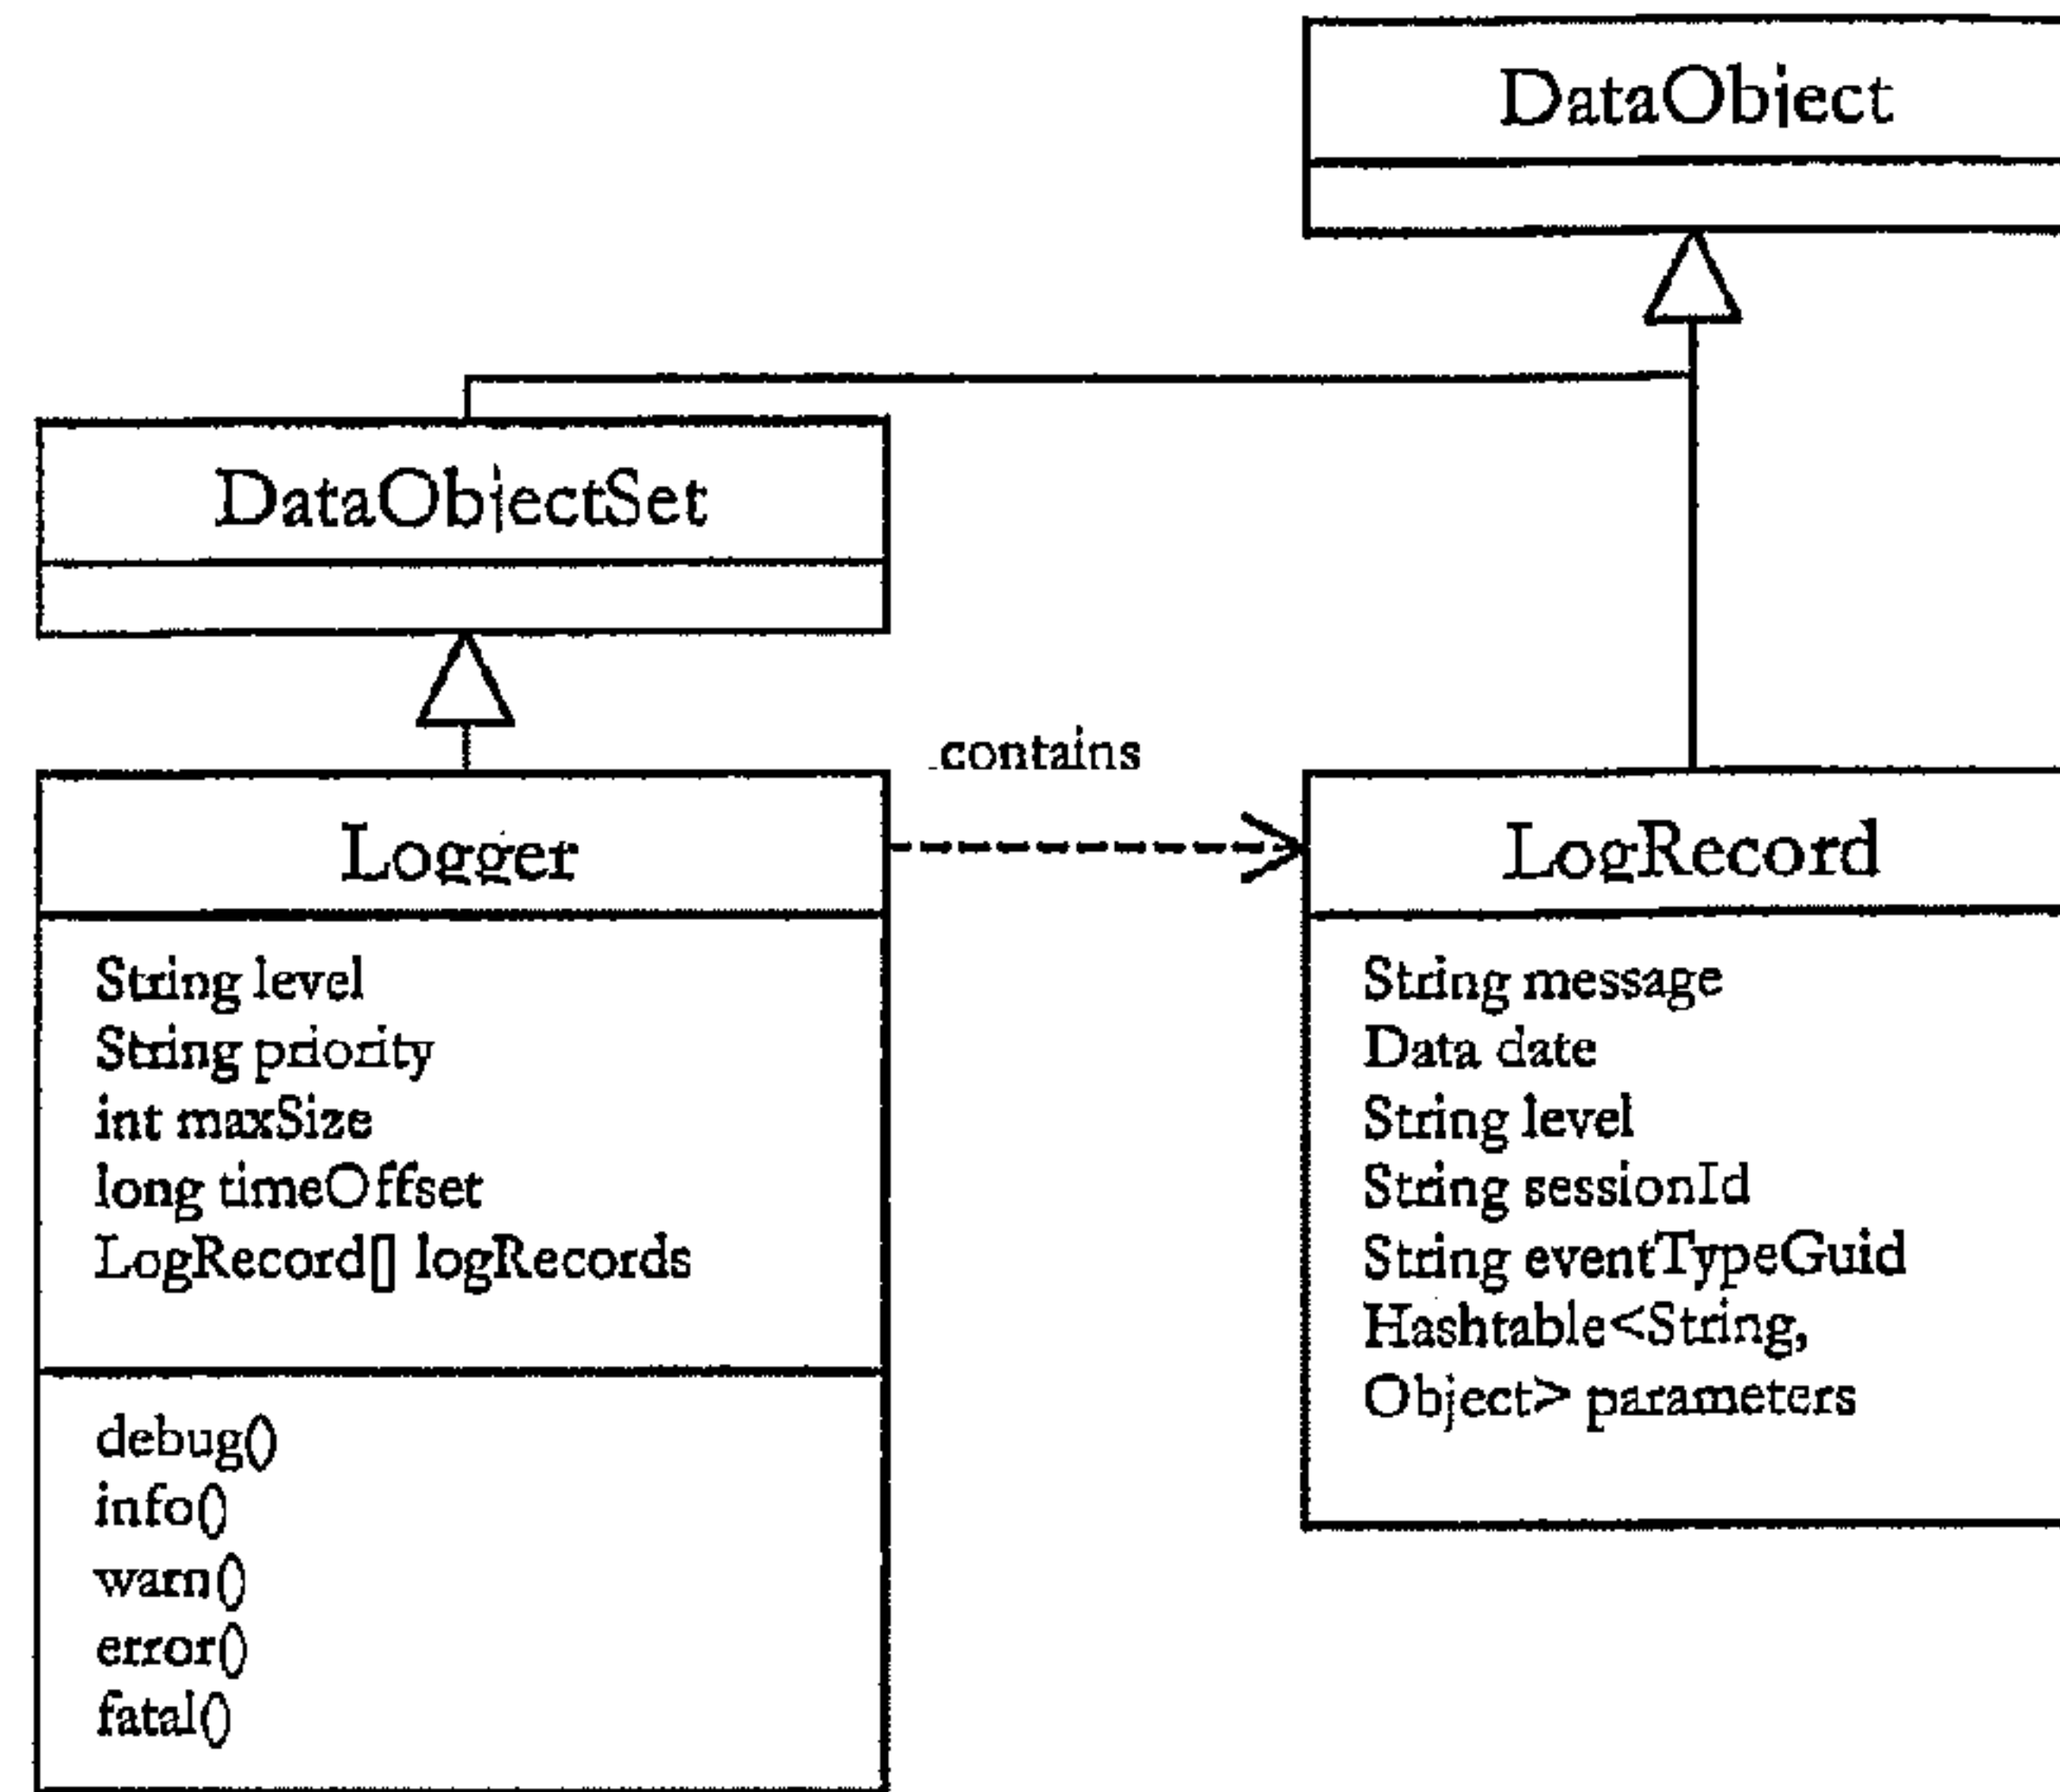 DataObject
DataObjectSet
contains
Logger
LogRecord
String level
String priority
int maxSize
long timeOffset
LogRecord[] logRecords
String message
Data date
String level
String sessionId
String eventTypeGuid
Hashtable<String,
Object> parameters
debug()
info()
warn()
error()
fatal()